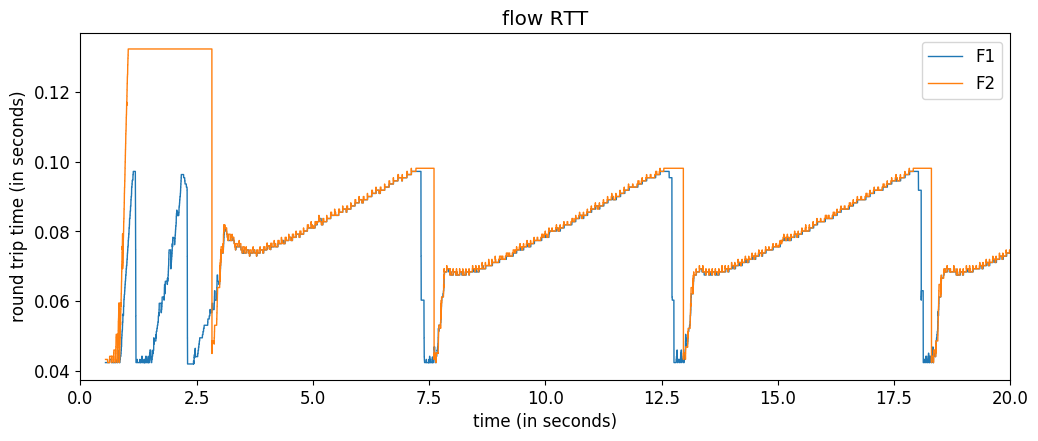 flow RTT
round trip time (in seconds)
0.12
0.10
0.08
0.06
0.04
F1
F2
0.0 2.5 5.0 7.5 10.0 12.5 15.0 17.5 20.0
time (in seconds)